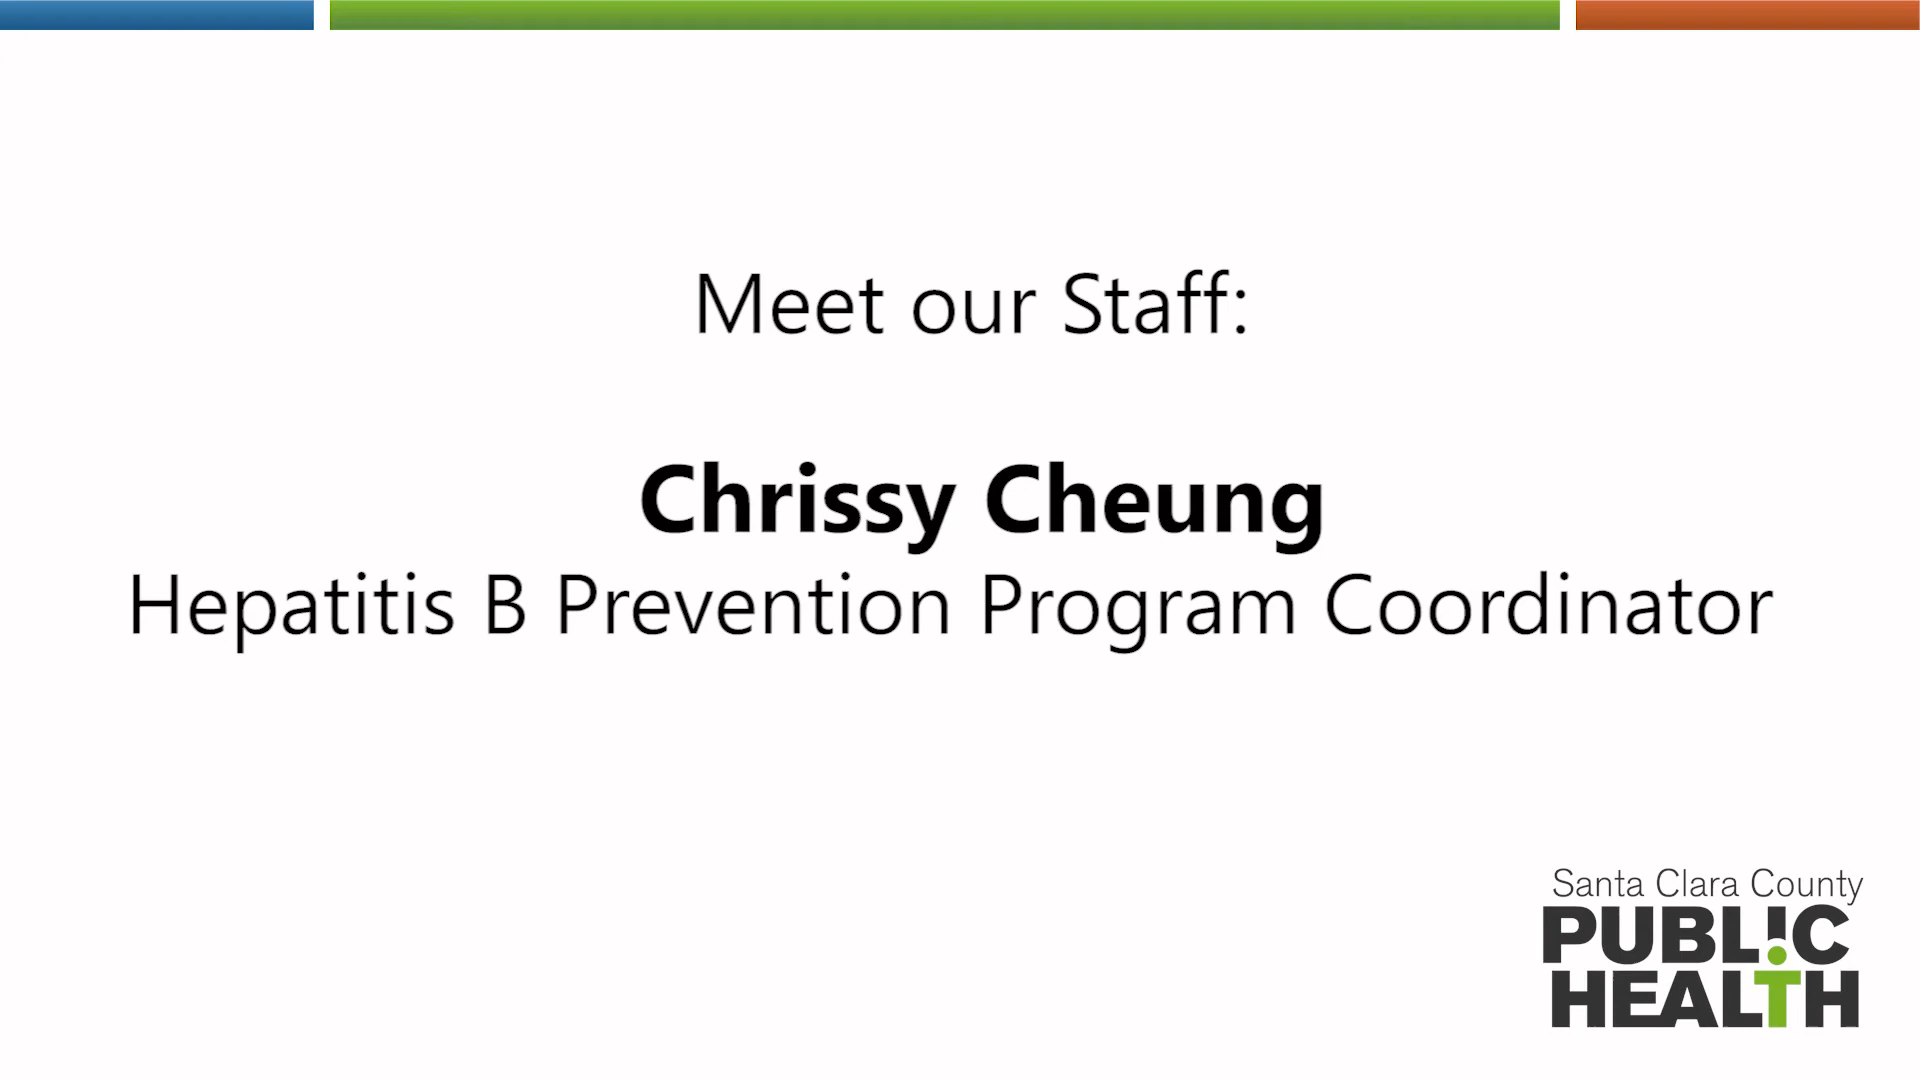 Meet our Staff:
Chrissy Cheung
Hepatitis B Prevention Program Coordinator
Santa Clara County
PUBLIC
HEALTH